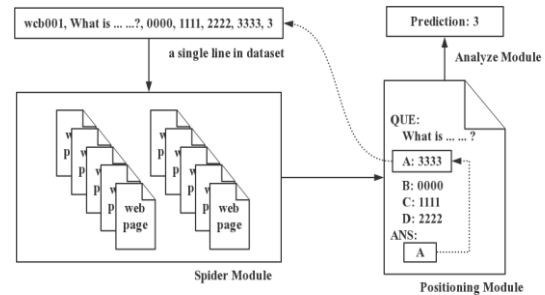 wcb001, What is ... ...?, 0000, 1111, 2222, 3333, 3
a single line in dataset
web
page
web
page
Spider Module
Prediction: 3
Analyze Module
QUE:
What is ... ... ?
A: 3333
B: 0000
C: 1111
D: 2222
ANS:
A
Positioning Module